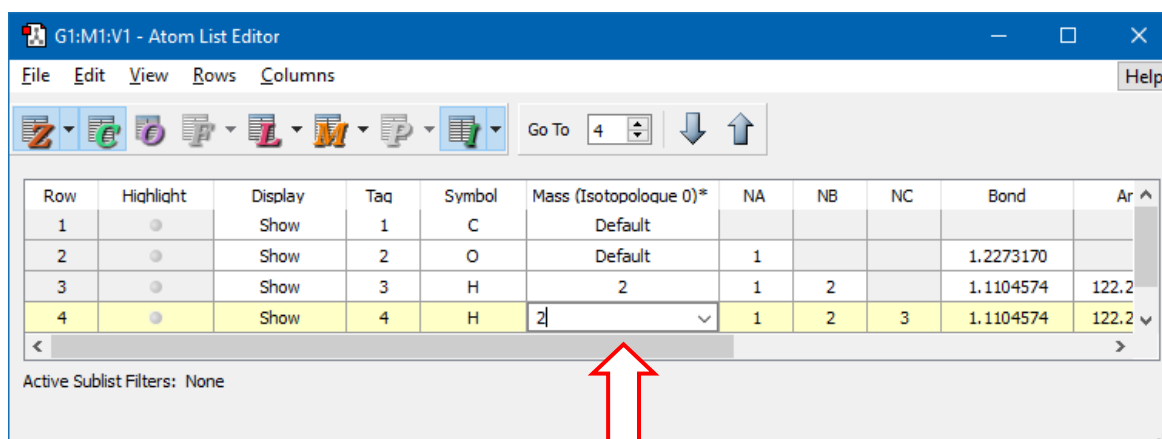 G1:M1:V1 - Atom List Editor
File Edit View Rows Columns Help
Z C O F L M P I Go To 4
Row Highlight Display Tag Symbol Mass (Isotopologue 0)* NA NB NC Bond An
1 Show 1 C Default
2 Show 2 O Default 1 1.2273170
3 Show 3 H 2 1 2 1.1104574 122.2
4 Show 4 H 2 1 2 3 1.1104574 122.2
Active Sublist Filters: None